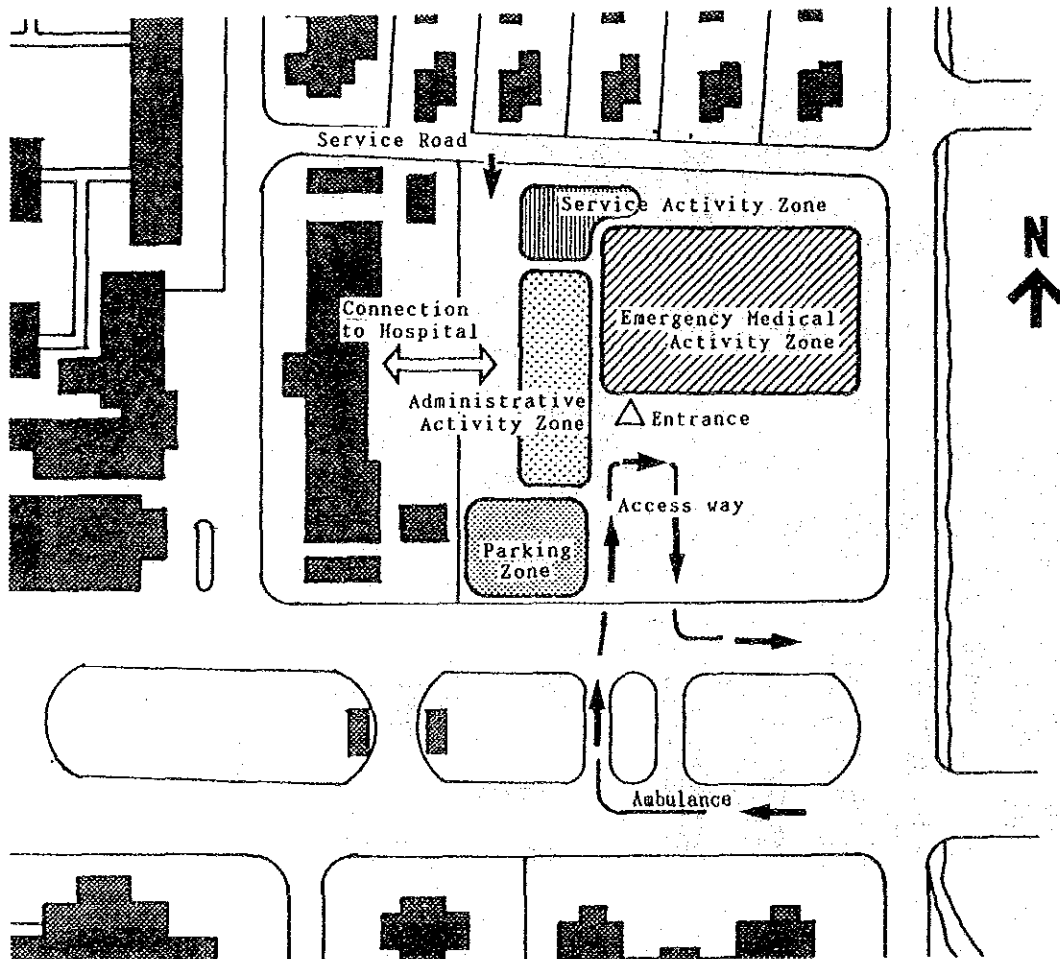 Service Road
Service Activity Zone
N
Connection
to Hospital
Emergency Medical
Activity Zone
Administrative
Activity Zone
Entrance
Access way
Parking
Zone
Ambulance